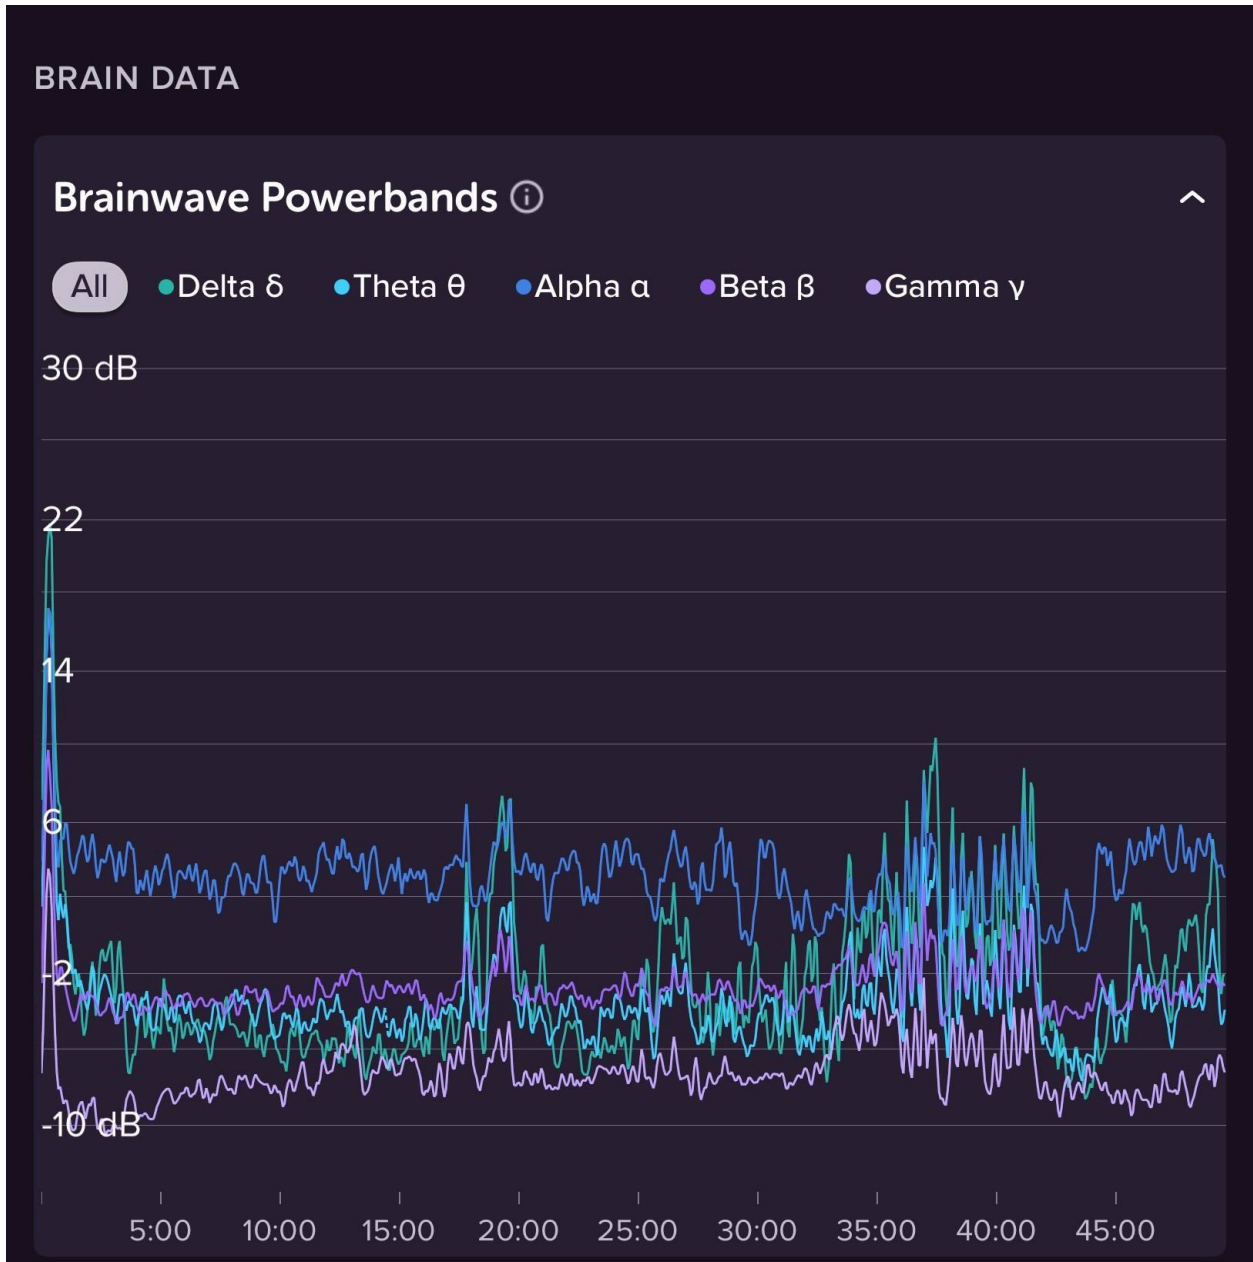 BRAIN DATA
Brainwave Powerbands
All Delta δ Theta θ Alpha α Beta β Gamma γ
30 dB
22
14
6
-2
-10 dB
5:00 10:00 15:00 20:00 25:00 30:00 35:00 40:00 45:00